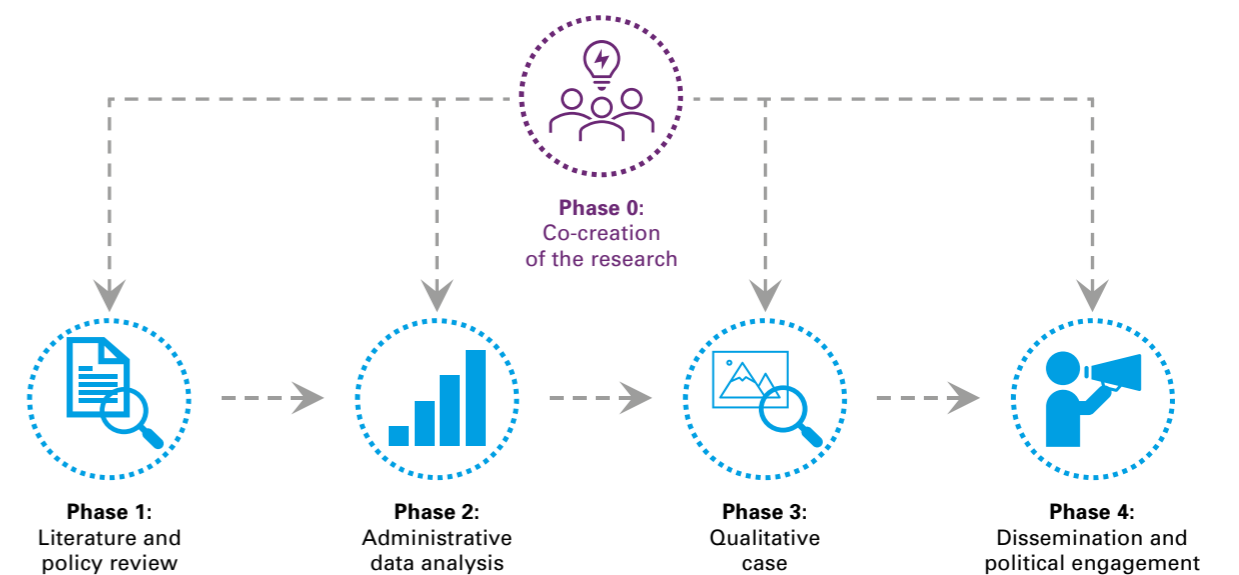 Phase 0:
Co-creation
of the research
Phase 1:
Literature and
policy review
Phase 2:
Administrative
data analysis
Phase 3:
Qualitative
case
Phase 4:
Dissemination and
political engagement